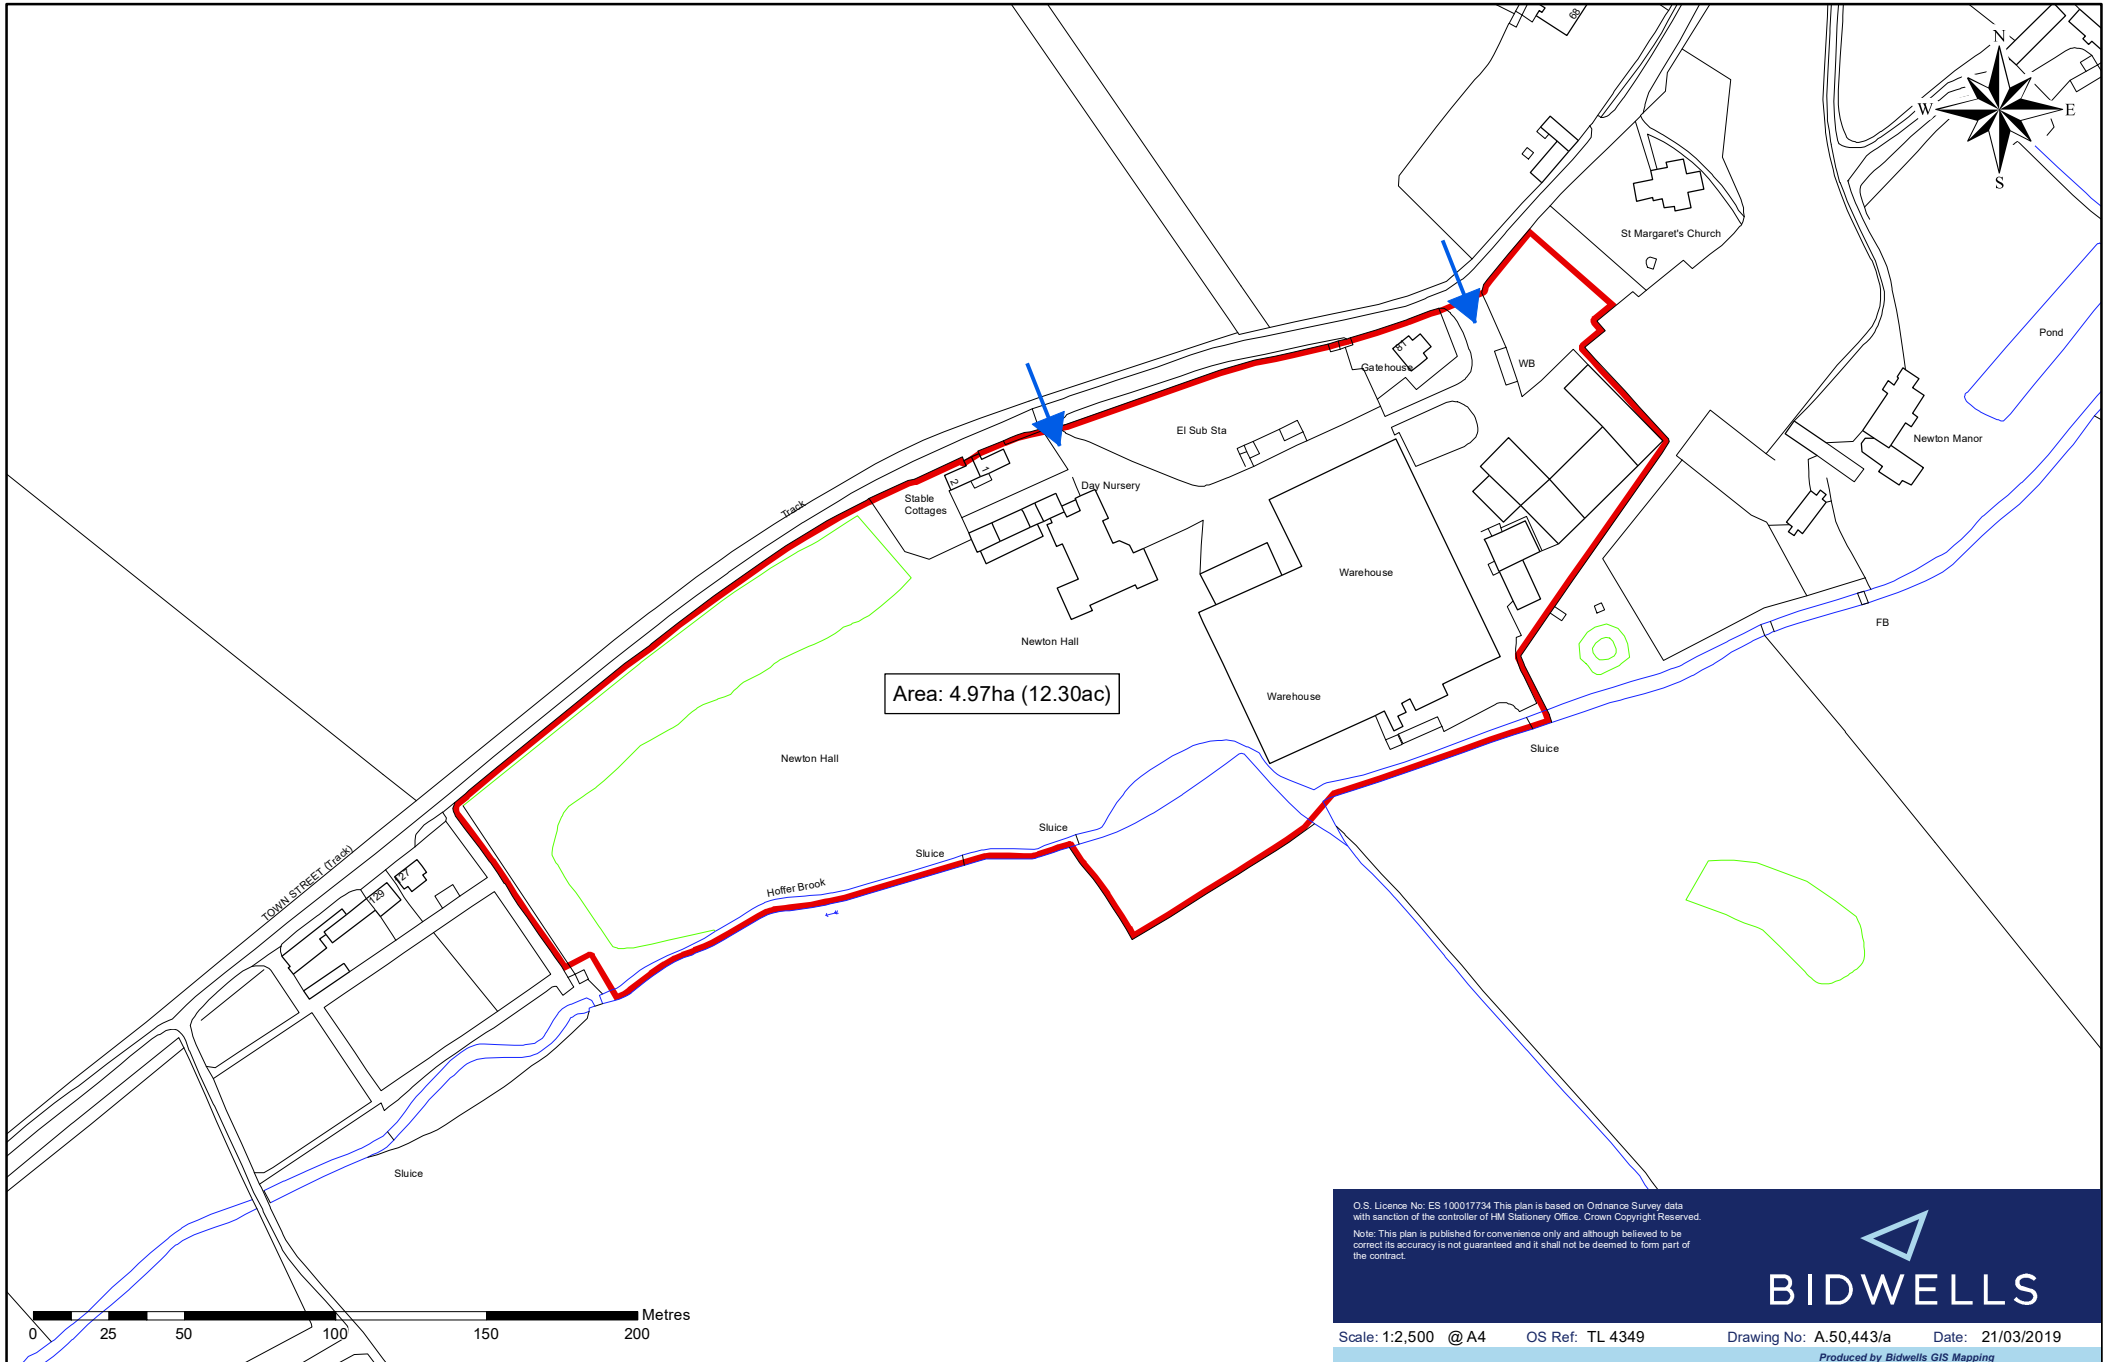 68
N
W
E
S
St Margaret's Church
Pond
81
Gatehouse
WB
El Sub Sta
Newton Manor
1
2
Day Nursery
Stable
Cottages
Track
Warehouse
FB
Newton Hall
Area: 4.97ha (12.30ac)
Warehouse
Sluice
Newton Hall
Sluice
Sluice
Hoffer Brook
TOWN STREET (Track)
127
129
Sluice
Metres
0 25 50 100 150 200
O.S. Licence No: ES 100017734 This plan is based on Ordnance Survey data
with sanction of the controller of HM Stationery Office. Crown Copyright Reserved.
Note: This plan is published for convenience only and although believed to be
correct its accuracy is not guaranteed and it shall not be deemed to form part of
the contract.
BIDWELLS
Scale: 1:2,500 @ A4 OS Ref: TL 4349 Drawing No: A.50,443/a Date: 21/03/2019
Produced by Bidwells GIS Mapping